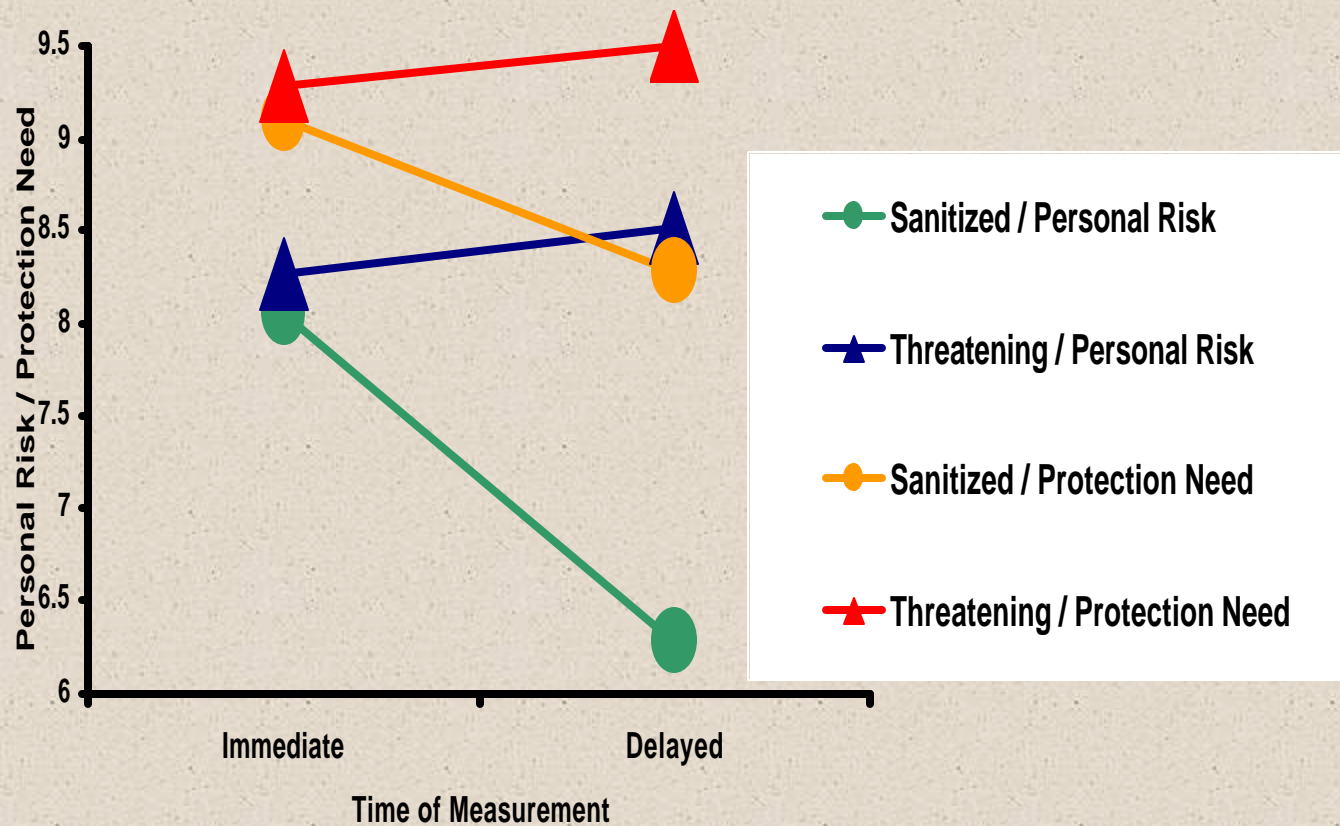 Personal Risk / Protection Need
9.5
9
8.5
8
7.5
7
6.5
6
Immediate
Delayed
Time of Measurement
Sanitized / Personal Risk
Threatening / Personal Risk
Sanitized / Protection Need
Threatening / Protection Need